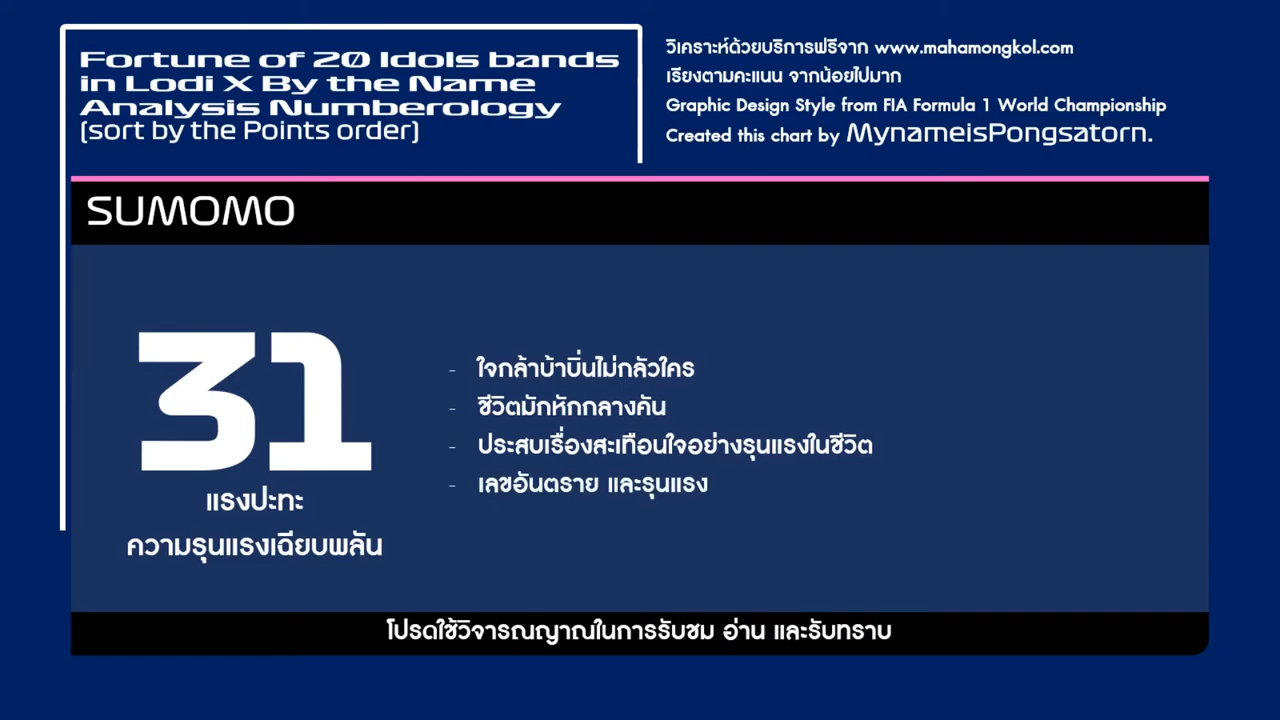 Fortune of 20 Idols bands
in Lodi X By the Name
Analysis Numberology
(sort by the Points order)
วิเคราะห์ด้วยบริการฟรีจาก www.mahamongkol.com
เรียงตามคะแนน จากน้อยไปมาก
Graphic Design Style from FIA Formula 1 World Championship
Created this chart by MynameisPongsatorn.
SUMOMO
31
แรงปะทะ
ความรุนแรงเฉียบพลัน
- ใจกล้าบ้าบิ่นไม่กลัวใคร
- ชีวิตมักหักกลางคัน
- ประสบเรื่องสะเทือนใจอย่างรุนแรงในชีวิต
- เลขอันตราย และรุนแรง
โปรดใช้วิจารณญาณในการรับชม อ่าน และรับทราบ